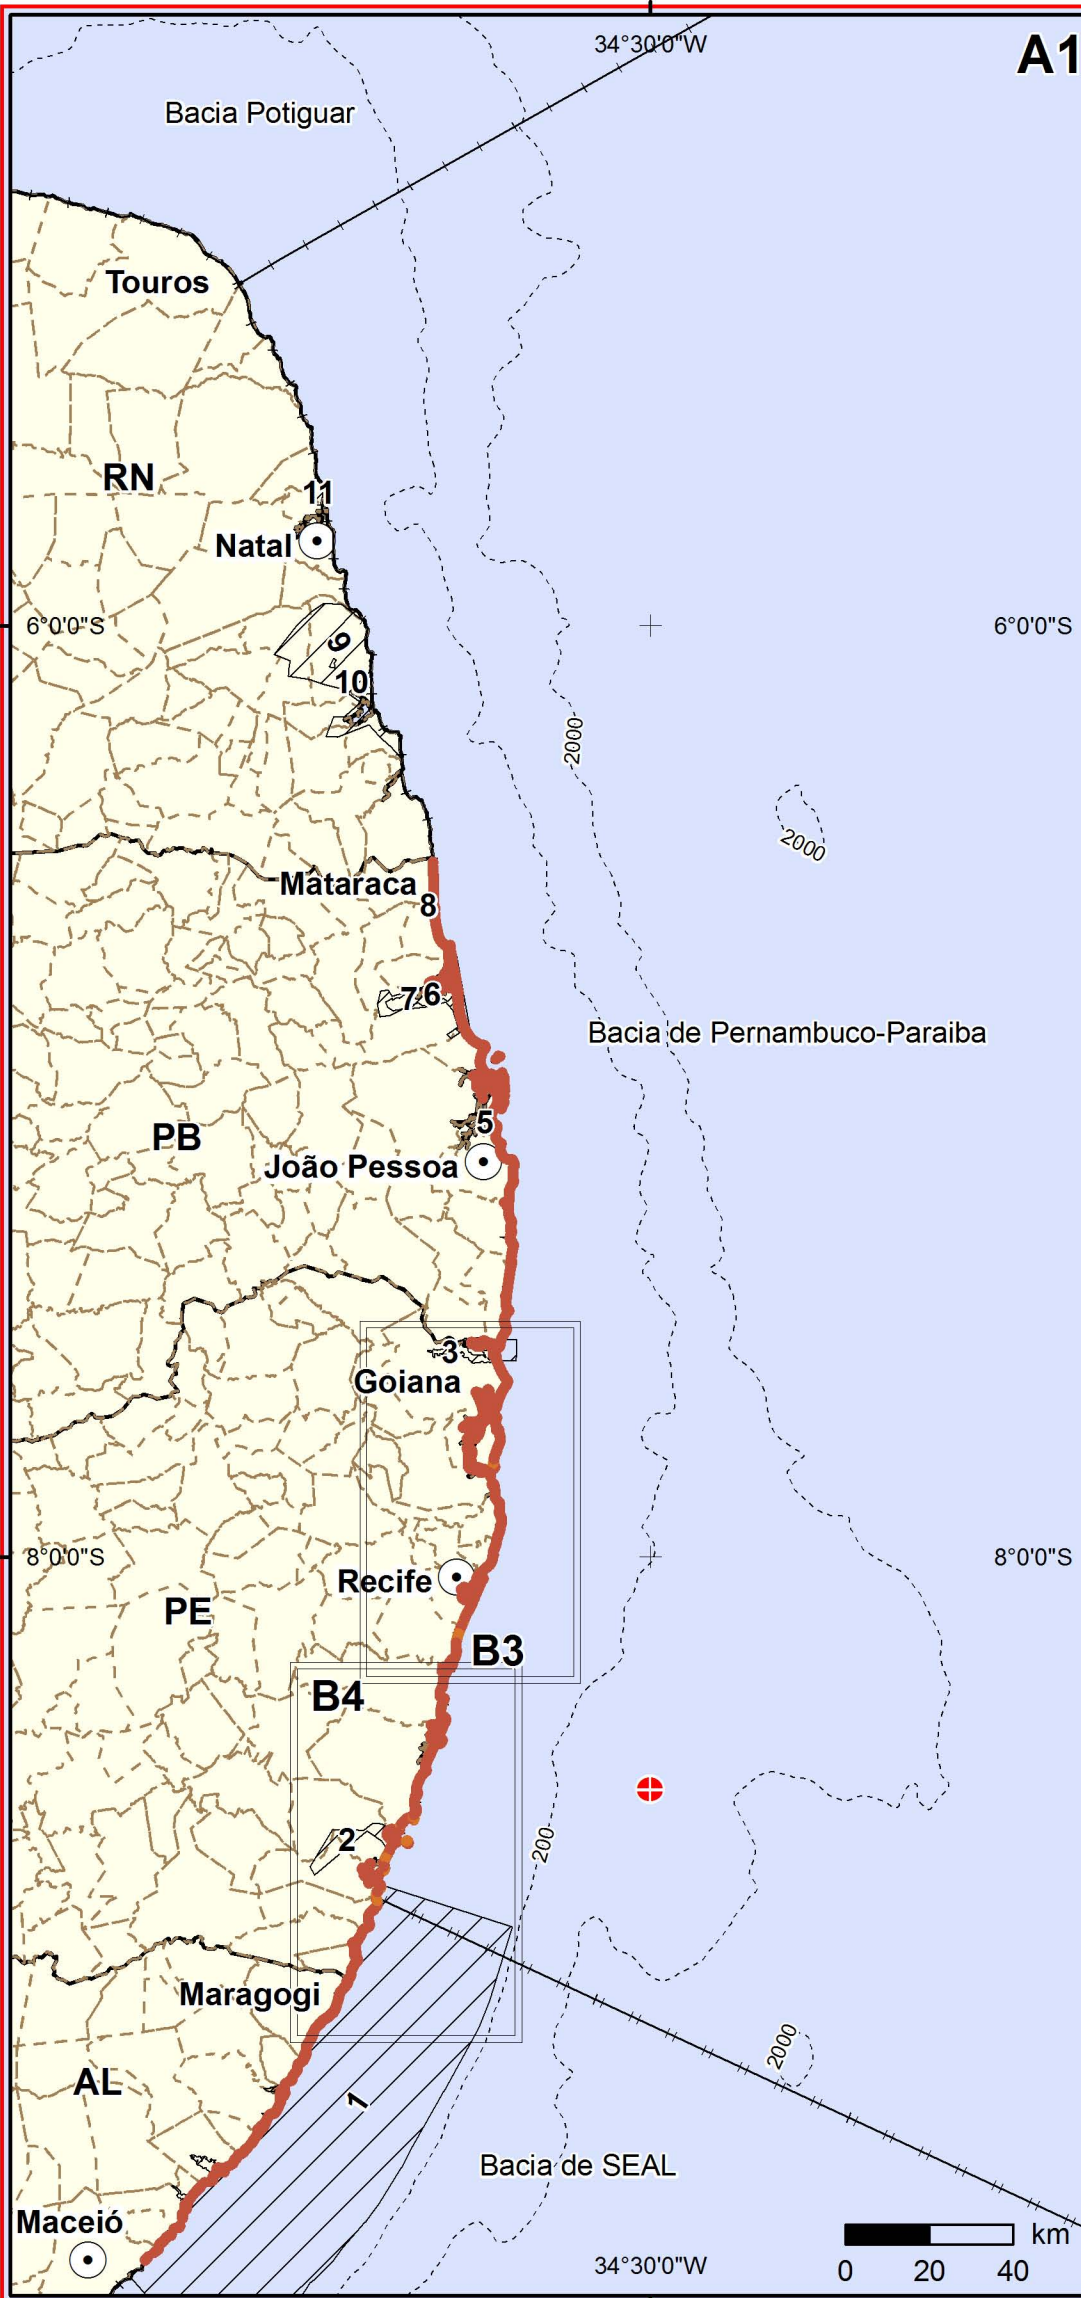 34°30'0"W
A1
Bacia Potiguar
Touros
RN
11
Natal
6°0'0"S
6°0'0"S
9
10
2000
2000
Mataraca
8
7
6
Bacia de Pernambuco-Paraiba
5
PB
João Pessoa
3
Goiana
8°0'0"S
8°0'0"S
Recife
PE
B3
B4
2
200
Maragogi
2000
AL
1
Bacia de SEAL
Maceió
km
34°30'0"W
0 20 40